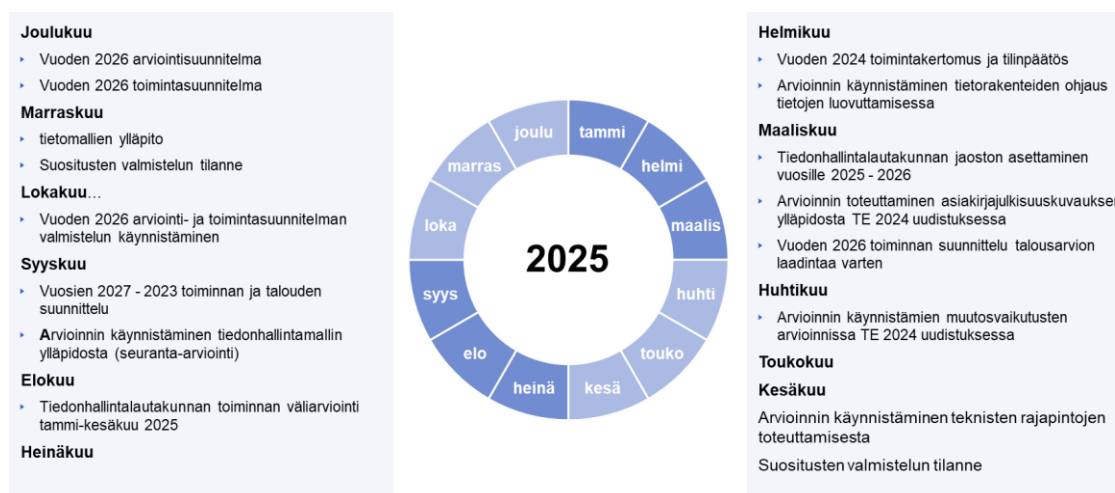 Joulukuu
Vuoden 2026 arviointisuunnitelma
Vuoden 2026 toimintasuunnitelma
Marraskuu
tietomallien ylläpito
Suositusten valmistelun tilanne
Lokakuu...
Vuoden 2026 arviointi- ja toimintasuunnitelman
valmistelun käynnistäminen
Syyskuu
Vuosien 2027 - 2023 toiminnan ja talouden
suunnittelu
Arvioinnin käynnistäminen tiedonhallintamallin
ylläpidosta (seuranta-arviointi)
Elokuu
Tiedonhallintalautakunnan toiminnan väliarviointi
tammi-kesäkuu 2025
Heinäkuu
joulu
tammi
marras
helmi
loka
maalis
2025
syys
huhti
elo
touko
heinä
kesä
Helmikuu
Vuoden 2024 toimintakertomus ja tilinpäätös
Arvioinnin käynnistäminen tietorakenteiden ohjaus
tietojen luovuttamisessa
Maaliskuu
Tiedonhallintalautakunnan jaoston asettaminen
vuosille 2025 - 2026
Arvioinnin toteuttaminen asiakirjajulkisuuskuvauksen
ylläpidosta TE 2024 uudistuksessa
Vuoden 2026 toiminnan suunnittelu talousarvion
laadintaa varten
Huhtikuu
Arvioinnin käynnistämien muutosvaikutusten
arvioinnissa TE 2024 uudistuksessa
Toukokuu
Kesäkuu
Arvioinnin käynnistäminen teknisten rajapintojen
toteuttamisesta
Suositusten valmistelun tilanne